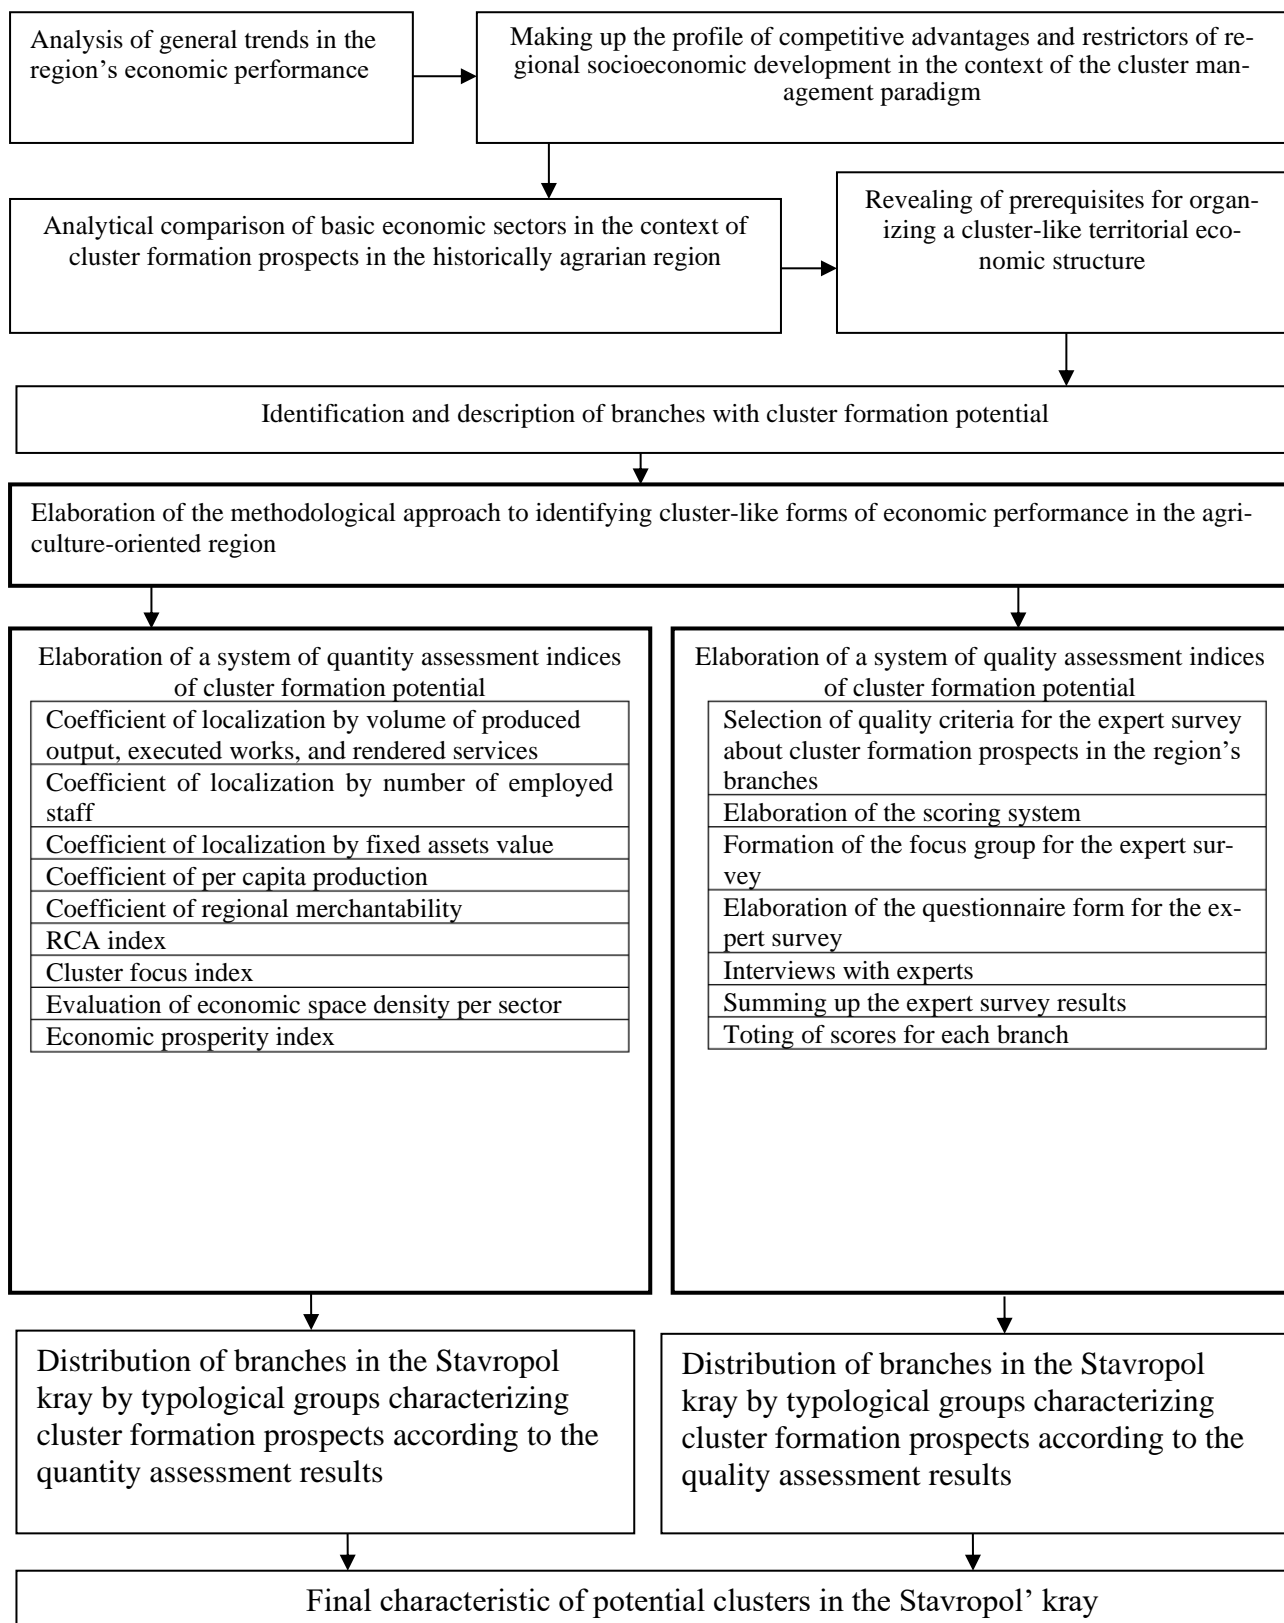 Analysis of general trends in the
region’s economic performance
Making up the profile of competitive advantages and restrictors of re-
gional socioeconomic development in the context of the cluster man-
agement paradigm
Analytical comparison of basic economic sectors in the context of
cluster formation prospects in the historically agrarian region
Revealing of prerequisites for organ-
izing a cluster-like territorial eco-
nomic structure
Identification and description of branches with cluster formation potential
Elaboration of the methodological approach to identifying cluster-like forms of economic performance in the agri-
culture-oriented region
Elaboration of a system of quantity assessment indices
of cluster formation potential
Coefficient of localization by volume of produced
output, executed works, and rendered services
Coefficient of localization by number of employed
staff
Coefficient of localization by fixed assets value
Coefficient of per capita production
Coefficient of regional merchantability
RCA index
Cluster focus index
Evaluation of economic space density per sector
Economic prosperity index
Elaboration of a system of quality assessment indices
of cluster formation potential
Selection of quality criteria for the expert survey
about cluster formation prospects in the region’s
branches
Elaboration of the scoring system
Formation of the focus group for the expert sur-
vey
Elaboration of the questionnaire form for the ex-
pert survey
Interviews with experts
Summing up the expert survey results
Toting of scores for each branch
Distribution of branches in the Stavropol
kray by typological groups characterizing
cluster formation prospects according to the
quantity assessment results
Distribution of branches in the Stavropol
kray by typological groups characterizing
cluster formation prospects according to the
quality assessment results
Final characteristic of potential clusters in the Stavropol’ kray